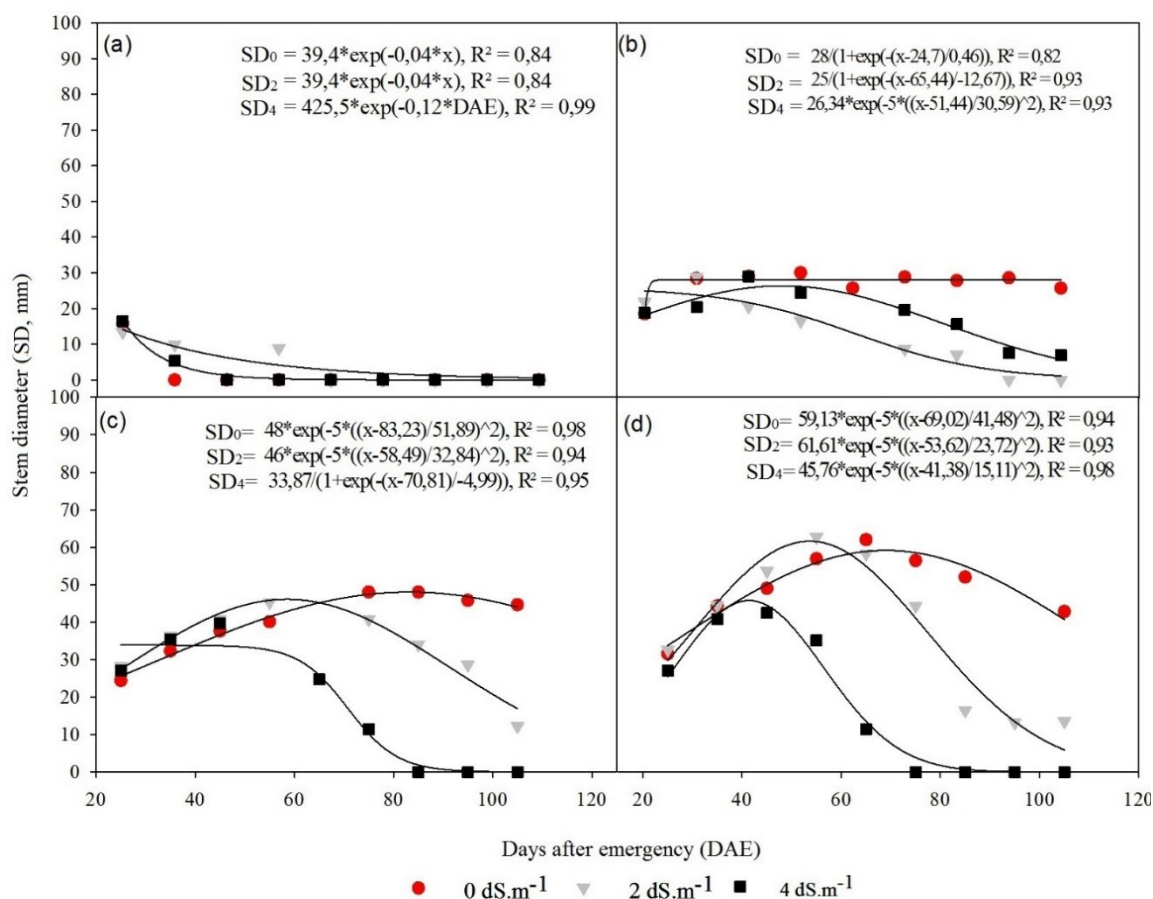 (a)
SD₀ = 39,4*exp(-0,04*x), R² = 0,84
SD₂ = 39,4*exp(-0,04*x), R² = 0,84
SD₄ = 425,5*exp(-0,12*DAE), R² = 0,99
(b)
SD₀ = 28/(1+exp(-(x-24,7)/0,46)), R² = 0,82
SD₂ = 25/(1+exp(-(x-65,44)/-12,67)), R² = 0,93
SD₄ = 26,34*exp(-5*((x-51,44)/30,59)^2), R² = 0,93
100
90
80
70
60
50
40
30
20
10
0
Stem diameter (SD, mm)
(c)
SD₀= 48*exp(-5*((x-83,23)/51,89)^2), R² = 0,98
SD₂= 46*exp(-5*((x-58,49)/32,84)^2), R² = 0,94
SD₄= 33,87/(1+exp(-(x-70,81)/-4,99)), R² = 0,95
(d)
SD₀= 59,13*exp(-5*((x-69,02)/41,48)^2), R² = 0,94
SD₂= 61,61*exp(-5*((x-53,62)/23,72)^2). R² = 0,93
SD₄= 45,76*exp(-5*((x-41,38)/15,11)^2), R² = 0,98
100
90
80
70
60
50
40
30
20
10
0
20 40 60 80 100 20 40 60 80 100 120
Days after emergency (DAE)
0 dS.m⁻¹ 2 dS.m⁻¹ 4 dS.m⁻¹